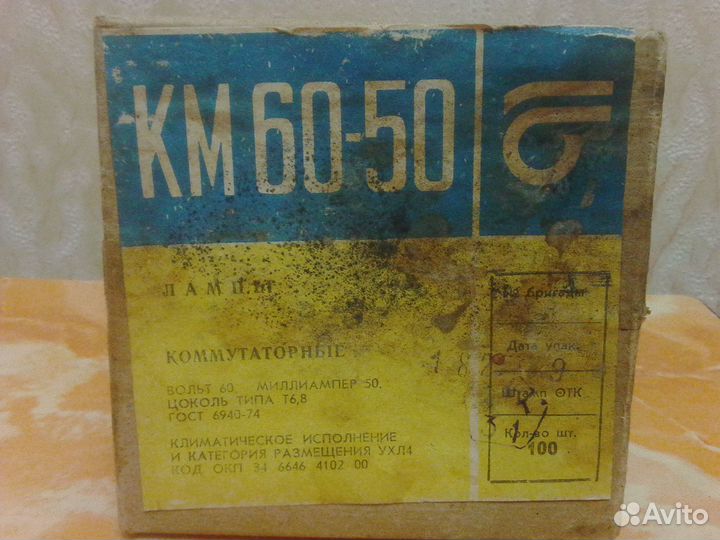 КМ 60-50
ЛАМПЫ
КОММУТАТОРНЫЕ
ВОЛЬТ 60. МИЛЛИАМПЕР 50.
ЦОКОЛЬ ТИПА Т6,8
ГОСТ 6940-74
КЛИМАТИЧЕСКОЕ ИСПОЛНЕНИЕ
И КАТЕГОРИЯ РАЗМЕЩЕНИЯ УХЛ4
КОД ОКП 34 6646 4102 00
бригады
Дата упак.
Штамп ОТК
Кол-во шт.
100
Avito